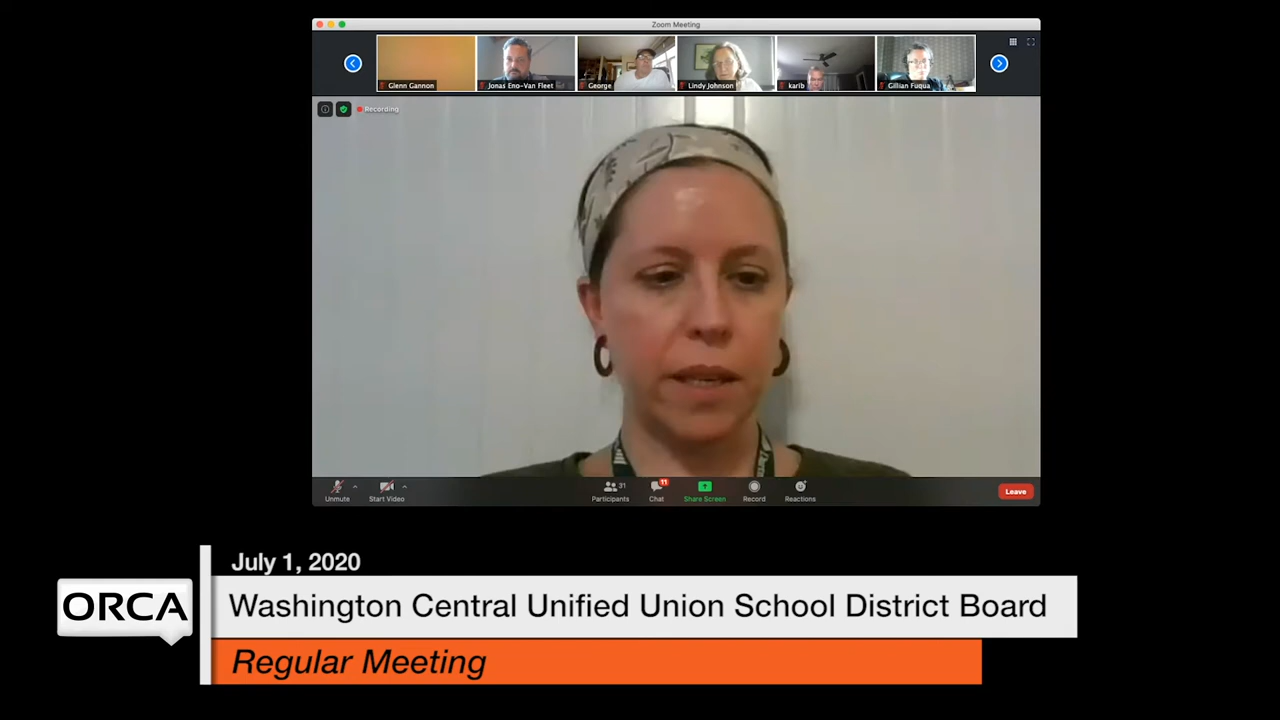 Zoom Meeting
Glenn Gannon
Jonas Eno-Van Fleet
George
Lindy Johnson
karib
Gillian Fuqua
Recording
Unmute
Start Video
31
Participants
11
Chat
Share Screen
Record
Reactions
Leave
July 1, 2020
ORCA
Washington Central Unified Union School District Board
Regular Meeting